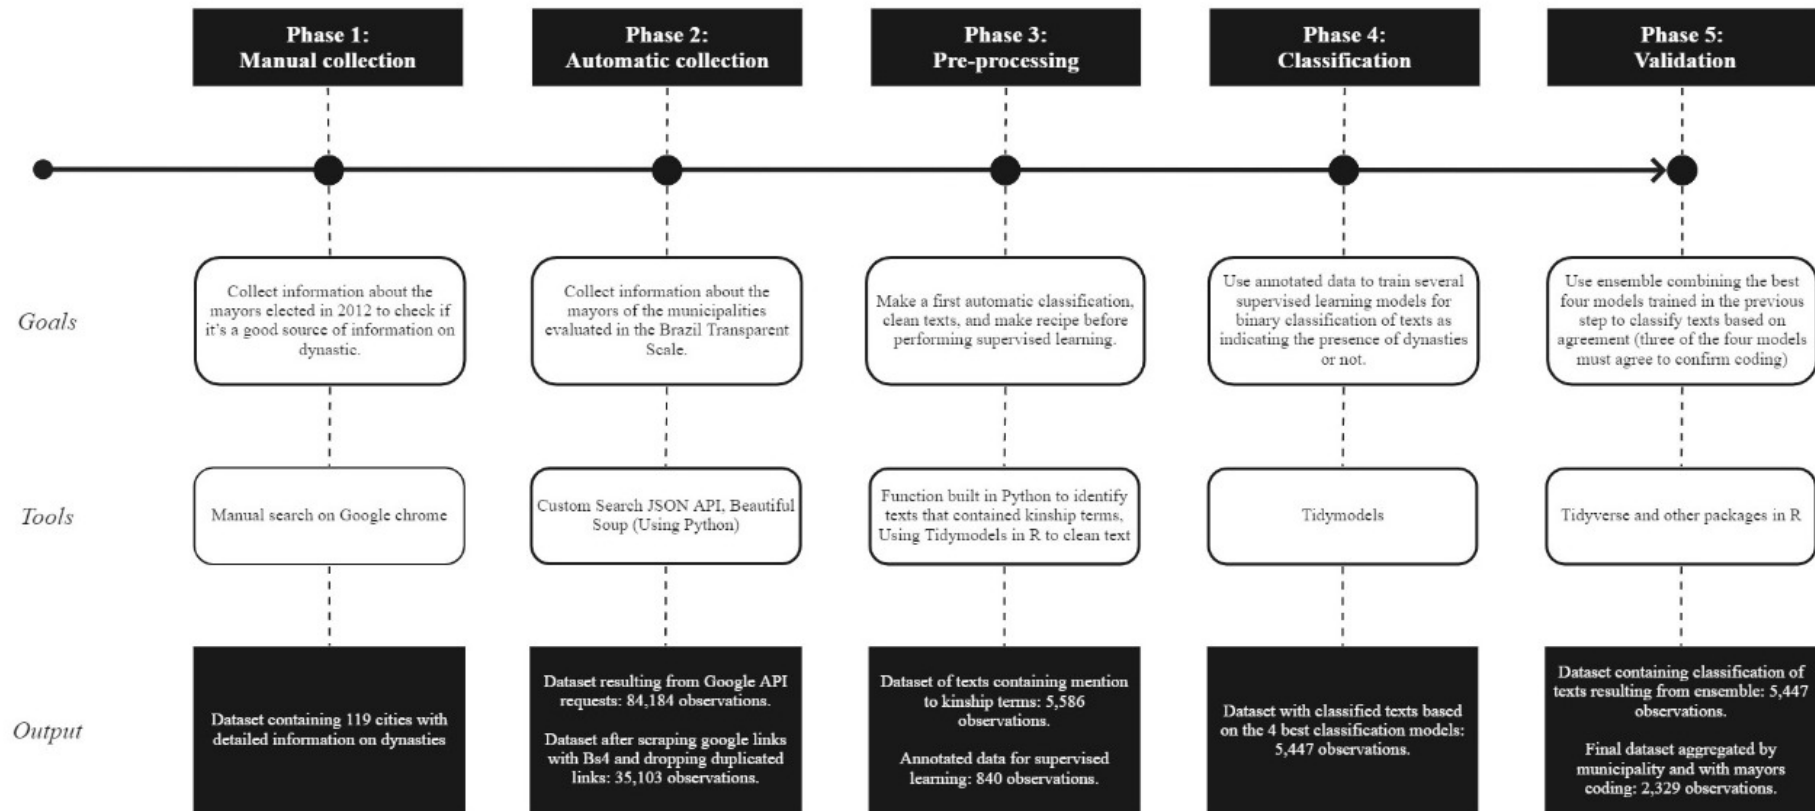 Phase 1:
Manual collection
Phase 2:
Automatic collection
Phase 3:
Pre-processing
Phase 4:
Classification
Phase 5:
Validation
Goals
Collect information about the
mayors elected in 2012 to check if
it's a good source of information on
dynastic.
Collect information about the
mayors of the municipalities
evaluated in the Brazil Transparent
Scale.
Make a first automatic classification,
clean texts, and make recipe before
performing supervised learning.
Use annotated data to train several
supervised learning models for
binary classification of texts as
indicating the presence of dynasties
or not.
Use ensemble combining the best
four models trained in the previous
step to classify texts based on
agreement (three of the four models
must agree to confirm coding)
Tools
Manual search on Google chrome
Custom Search JSON API, Beautiful
Soup (Using Python)
Function built in Python to identify
texts that contained kinship terms,
Using Tidymodels in R to clean text
Tidymodels
Tidyverse and other packages in R
Output
Dataset containing 119 cities with
detailed information on dynasties
Dataset resulting from Google API
requests: 84,184 observations.
Dataset after scraping google links
with Bs4 and dropping duplicated
links: 35,103 observations.
Dataset of texts containing mention
to kinship terms: 5,586
observations.
Annotated data for supervised
learning: 840 observations.
Dataset with classified texts based
on the 4 best classification models:
5,447 observations.
Dataset containing classification of
texts resulting from ensemble: 5,447
observations.
Final dataset aggregated by
municipality and with mayors
coding: 2,329 observations.